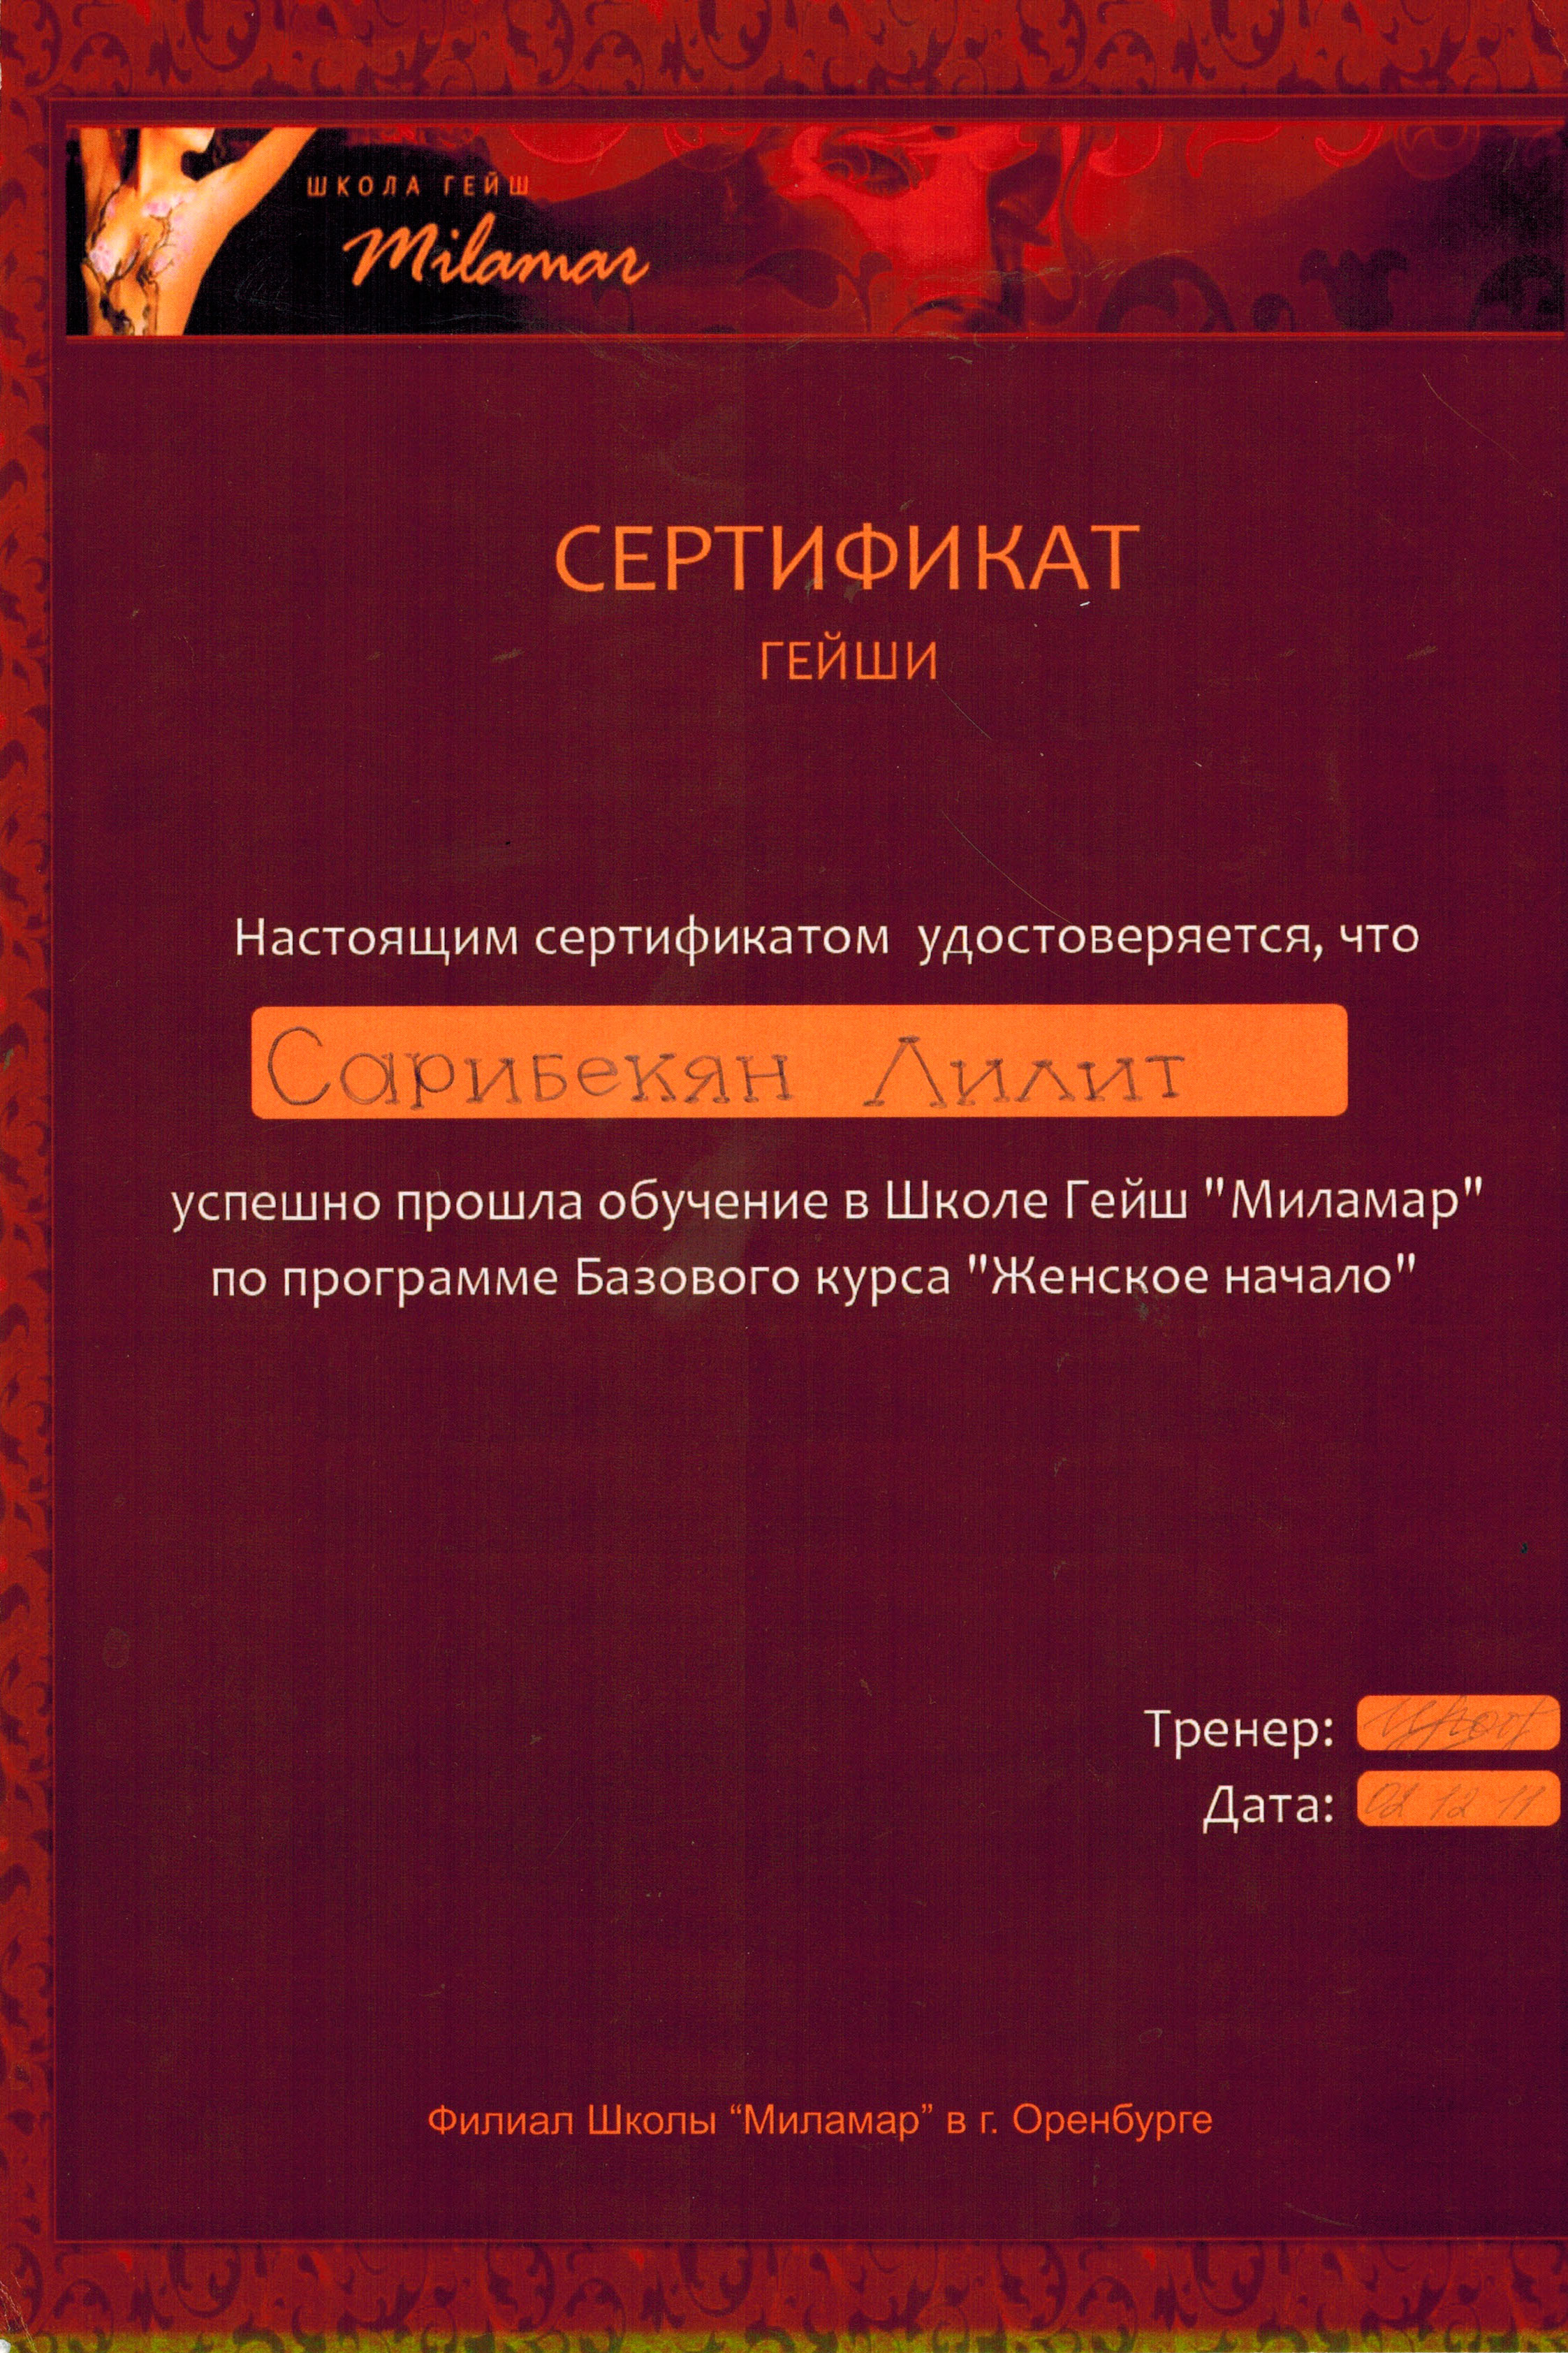 ШКОЛА ГЕЙШ
Milamar
СЕРТИФИКАТ
ГЕЙШИ
Настоящим сертификатом удостоверяется, что
Сарибекян Лилит
успешно прошла обучение в Школе Гейш "Миламар"
по программе Базового курса "Женское начало"
Тренер:
Дата: 02 12 11
Филиал Школы “Миламар” в г. Оренбурге